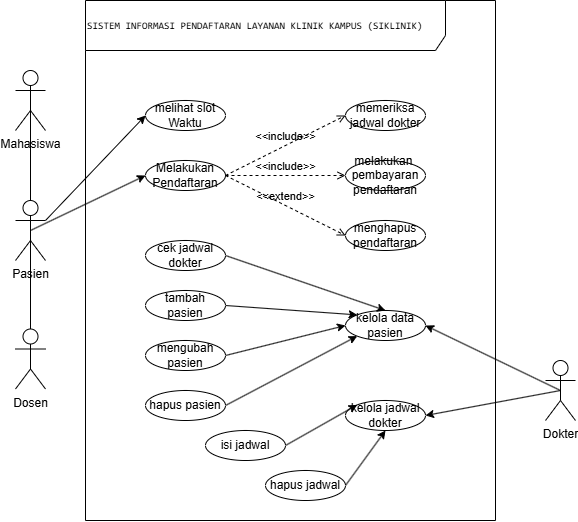 SISTEM INFORMASI PENDAFTARAN LAYANAN KLINIK KAMPUS (SIKLINIK)
Mahasiswa
Pasien
Dosen
melihat slot
Waktu
Melakukan
Pendaftaran
<<include>>
<<include>>
<<extend>>
memeriksa
jadwal dokter
melakukan
pembayaran
pendaftaran
menghapus
pendaftaran
cek jadwal
dokter
tambah
pasien
mengubah
pasien
hapus pasien
kelola data
pasien
kelola jadwal
dokter
isi jadwal
hapus jadwal
Dokter